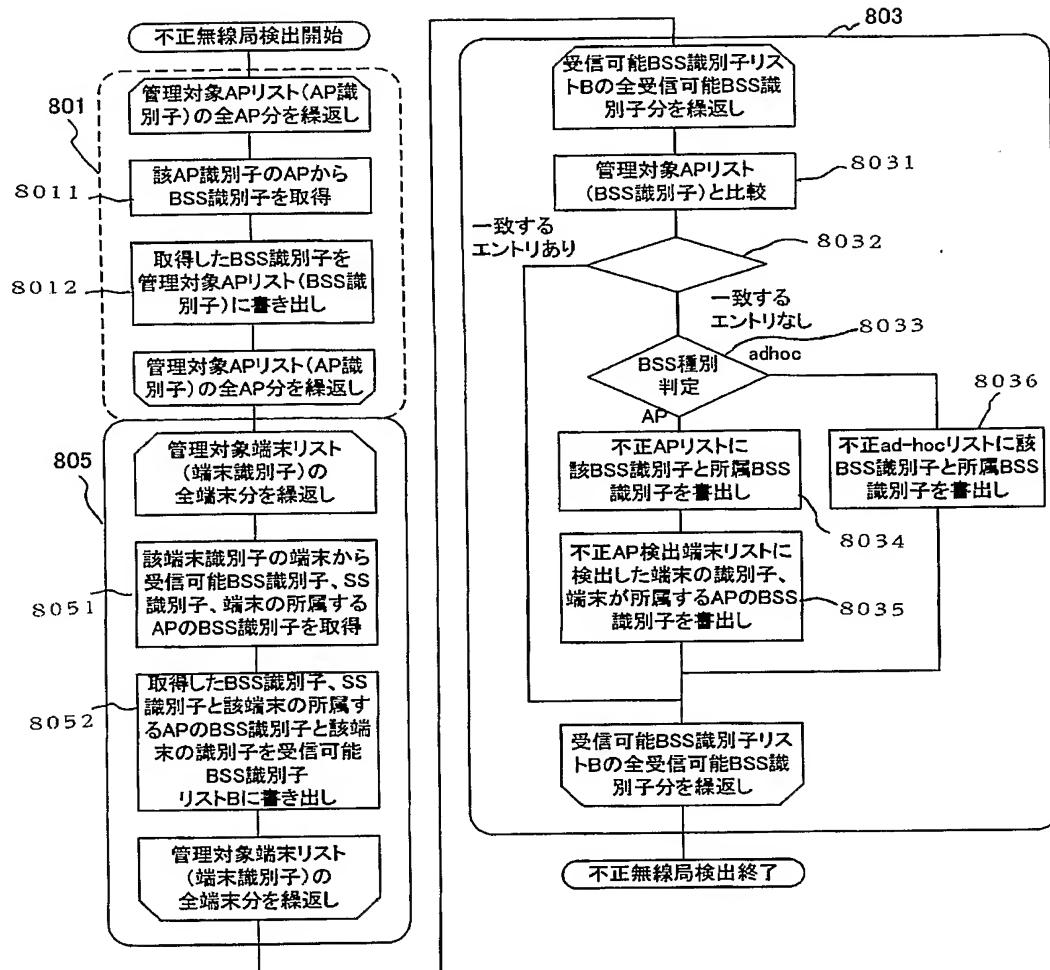 不正無線局検出開始
801
管理対象APリスト(AP識
別子)の全AP分を繰返し
8011
該AP識別子のAPから
BSS識別子を取得
8012
取得したBSS識別子を
管理対象APリスト(BSS識
別子)に書き出し
管理対象APリスト(AP識
別子)の全AP分を繰返し
805
管理対象端末リスト
(端末識別子)の
全端末分を繰返し
8051
該端末識別子の端末から
受信可能BSS識別子、SS
識別子、端末の所属する
APのBSS識別子を取得
8052
取得したBSS識別子、SS
識別子と該端末の所属す
るAPのBSS識別子と該端
末の識別子を受信可能
BSS識別子
リストBに書き出し
管理対象端末リスト
(端末識別子)の
全端末分を繰返し
803
受信可能BSS識別子リス
トBの全受信可能BSS識
別子分を繰返し
8031
管理対象APリスト
(BSS識別子)と比較
一致する
エントリあり
8032
一致する
エントリなし
8033
BSS種別
判定
adhoc
AP
8036
不正APリストに
該BSS識別子と所属BSS
識別子を書出し
不正ad-hocリストに該
BSS識別子と所属BSS
識別子を書出し
8034
不正AP検出端末リストに
検出した端末の識別子、
端末が所属するAPのBSS
識別子を書出し
8035
受信可能BSS識別子リス
トBの全受信可能BSS識
別子分を繰返し
不正無線局検出終了